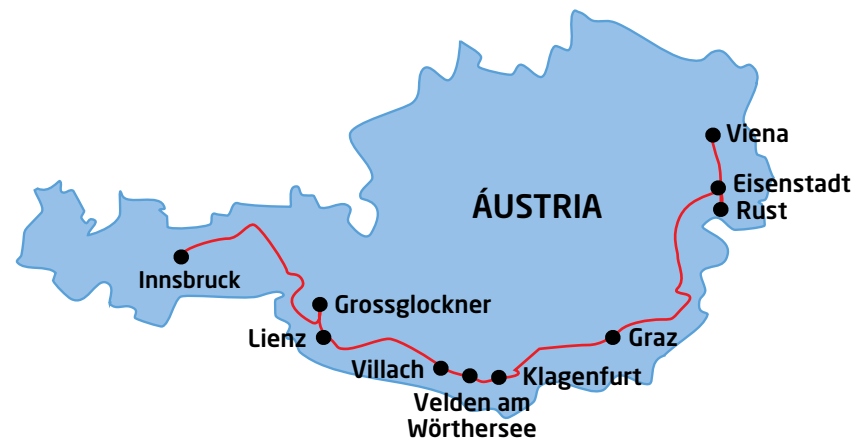 Viena
Eisenstadt
Rust
ÁUSTRIA
Innsbruck
Grossglockner
Lienz
Graz
Villach
Klagenfurt
Velden am
Wörthersee